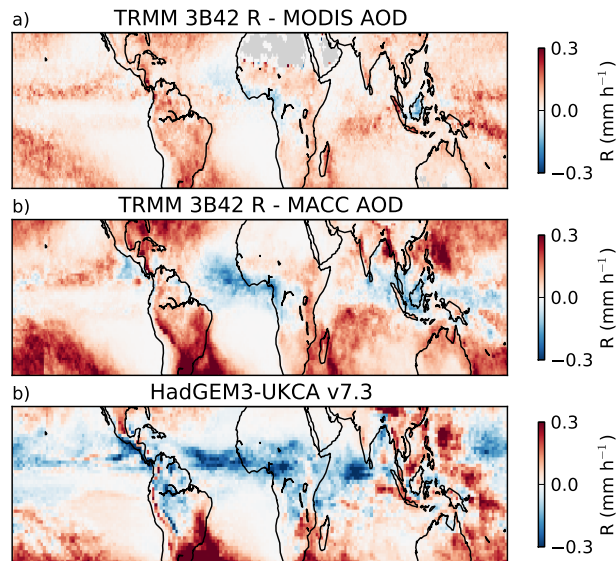 a) TRMM 3B42 R - MODIS AOD
0.3
0.0
−0.3
R (mm h⁻¹)
b) TRMM 3B42 R - MACC AOD
0.3
0.0
−0.3
R (mm h⁻¹)
b) HadGEM3-UKCA v7.3
0.3
0.0
−0.3
R (mm h⁻¹)